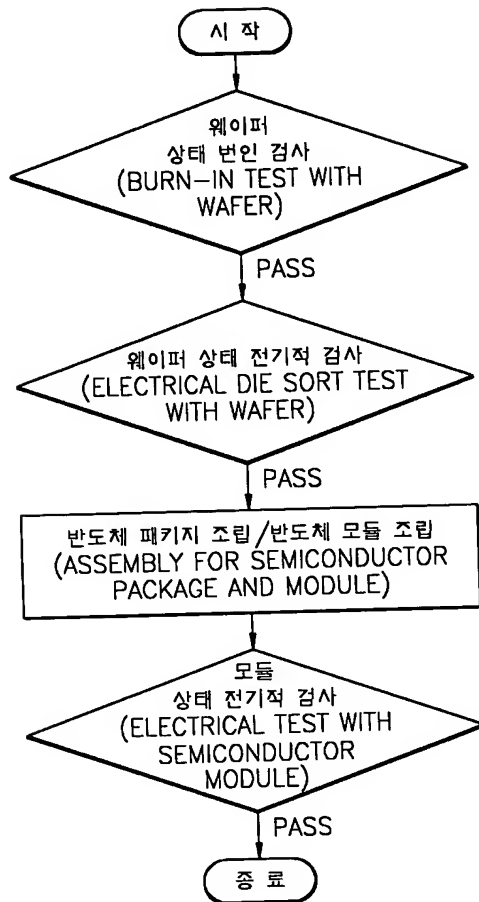 시 작
웨이퍼
상태 번인 검사
(BURN-IN TEST WITH
WAFER)
PASS
웨이퍼 상태 전기적 검사
(ELECTRICAL DIE SORT TEST
WITH WAFER)
PASS
반도체 패키지 조립/반도체 모듈 조립
(ASSEMBLY FOR SEMICONDUCTOR
PACKAGE AND MODULE)
모듈
상태 전기적 검사
(ELECTRICAL TEST WITH
SEMICONDUCTOR
MODULE)
PASS
종 료